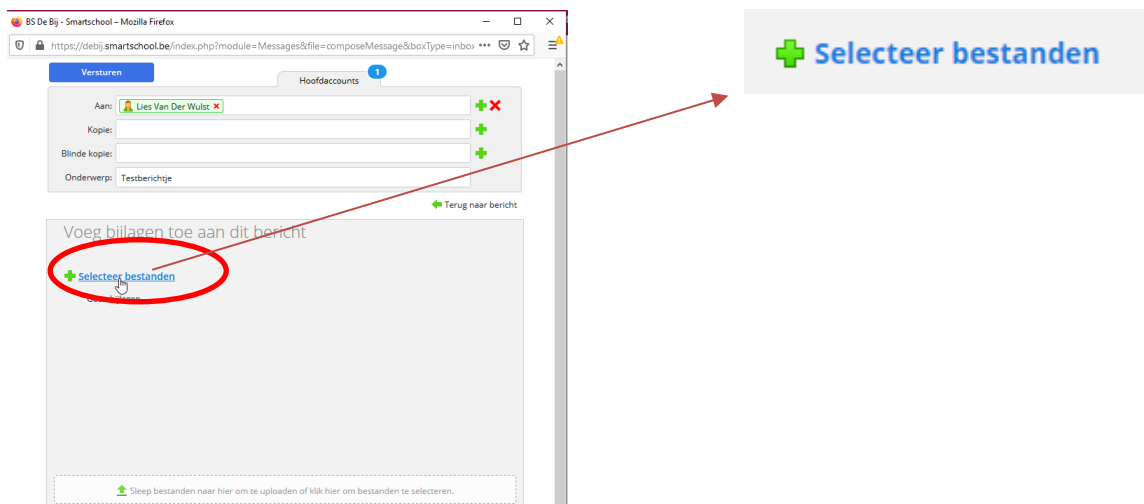 BS De Bij - Smartschool – Mozilla Firefox
https://debij.smartschool.be/index.php?module=Messages&file=composeMessage&boxType=inbo
Versturen
Hoofdaccounts 1
Aan: Lies Van Der Wulst
Kopie:
Blinde kopie:
Onderwerp: Testberichtje
Terug naar bericht
Voeg bijlagen toe aan dit bericht
Selecteer bestanden
bijlagen
Sleep bestanden naar hier om te uploaden of klik hier om bestanden te selecteren.
Selecteer bestanden